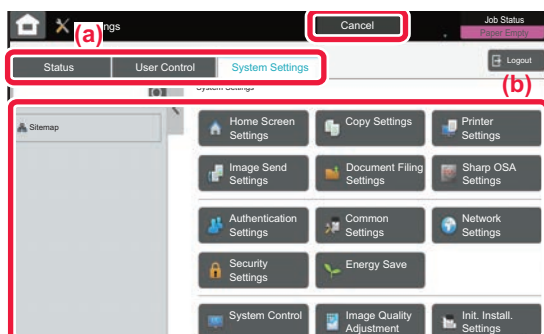 ngs
Cancel
Job Status
Paper Empty
(a)
Status
User Control
System Settings
Logout
(b)
System Settings
Sitemap
Home Screen
Settings
Copy Settings
Printer
Settings
Image Send
Settings
Document Filing
Settings
Sharp OSA
Settings
Authentication
Settings
Common
Settings
Network
Settings
Security
Settings
Energy Save
System Control
Image Quality
Adjustment
Init. Install.
Settings